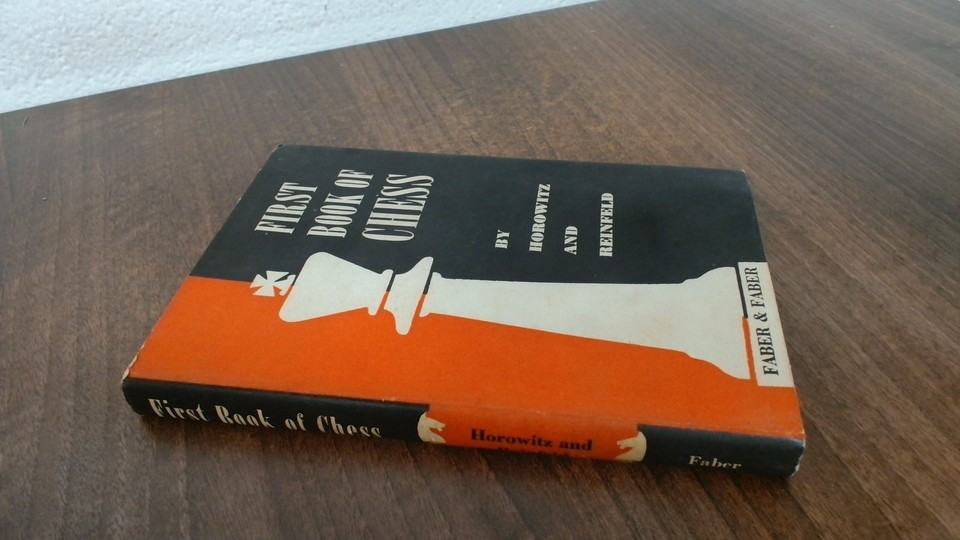 FIRST
BOOK OF
CHESS
BY
HOROWITZ
AND
REINFELD
FABER & FABER
First Book of Chess
Horowitz and
Faber